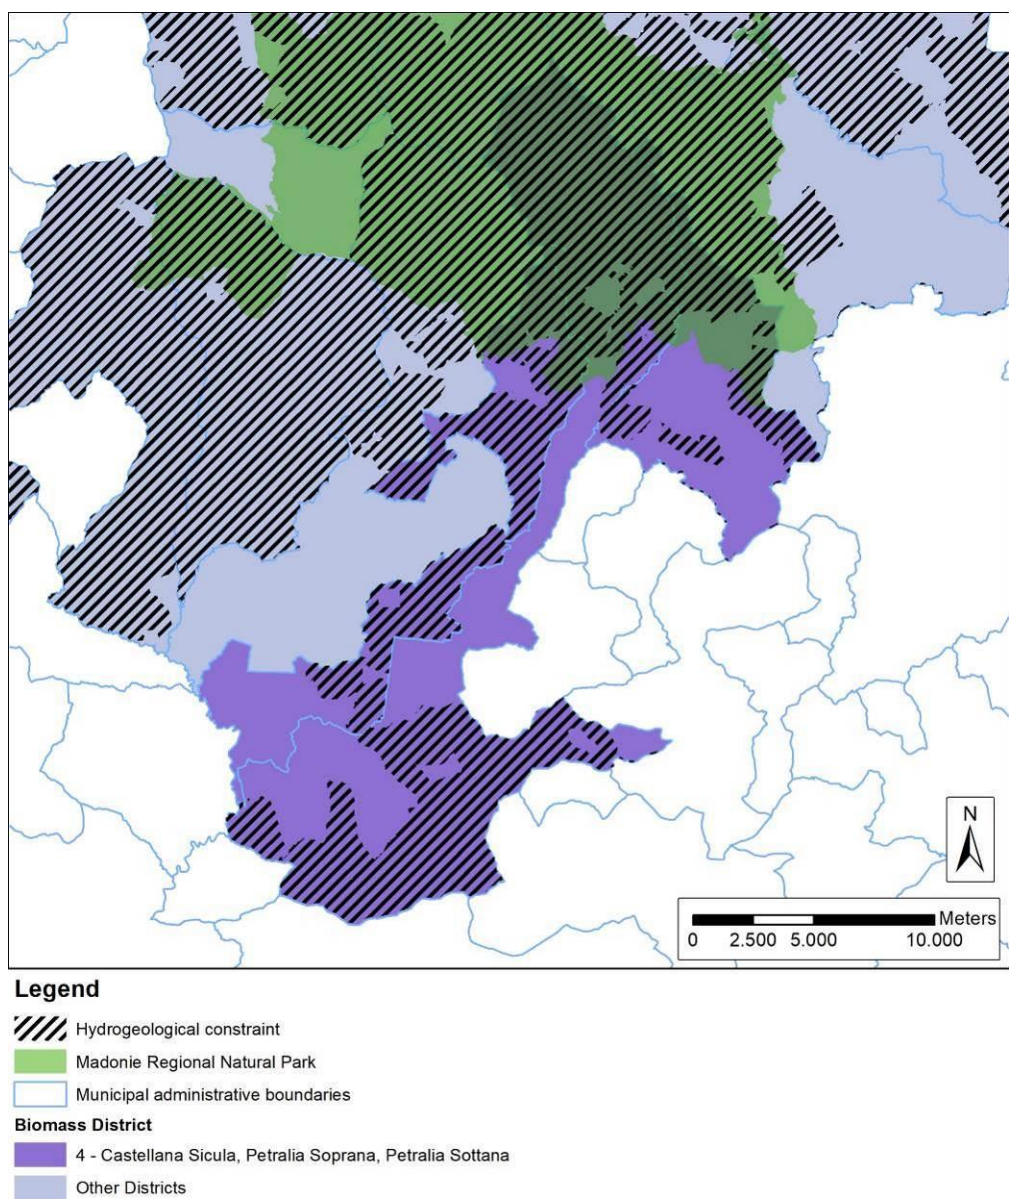 N
Meters
0 2.500 5.000 10.000
Legend
Hydrogeological constraint
Madonie Regional Natural Park
Municipal administrative boundaries
Biomass District
4 - Castellana Sicula, Petralia Soprana, Petralia Sottana
Other Districts